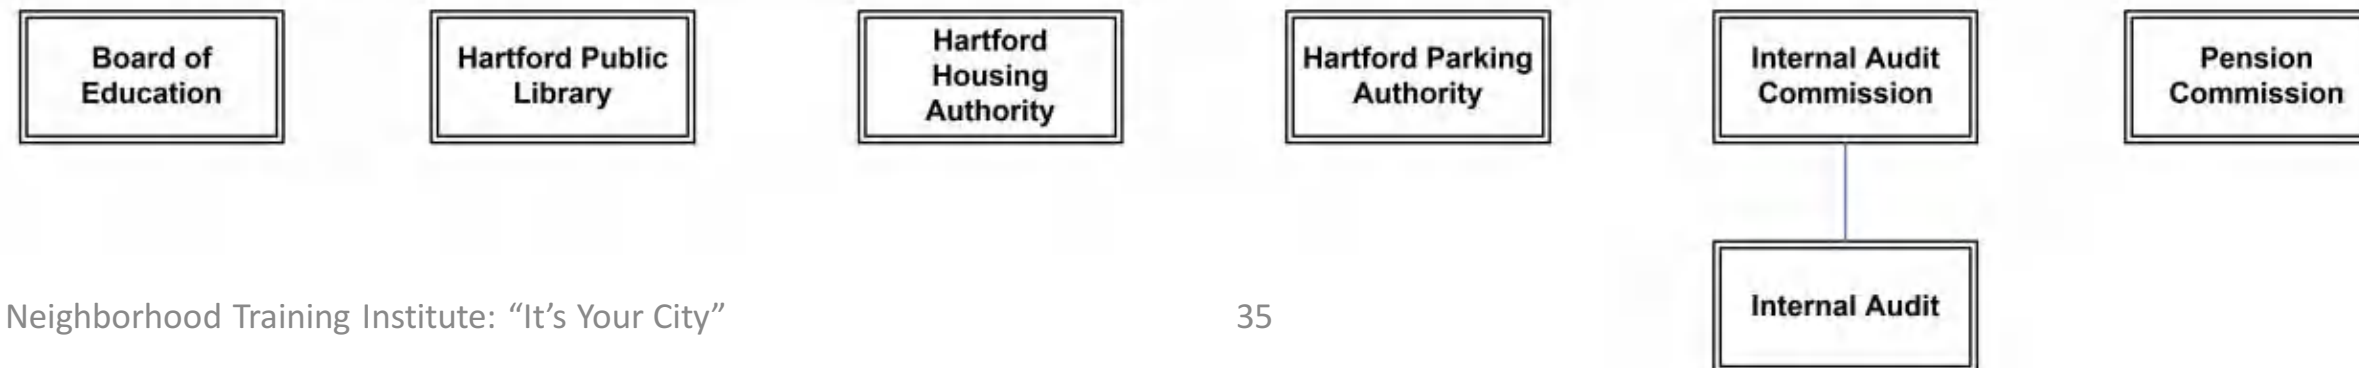 Board of
Education
Hartford Public
Library
Hartford
Housing
Authority
Hartford Parking
Authority
Internal Audit
Commission
Pension
Commission
Internal Audit
Neighborhood Training Institute: “It’s Your City”
35